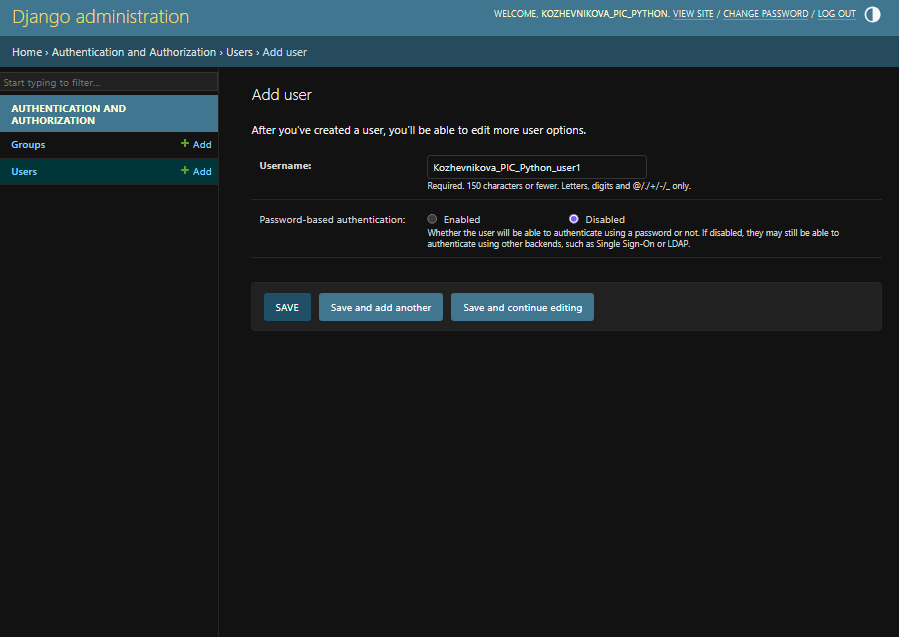 Django administration
WELCOME, KOZHEVNIKOVA_PIC_PYTHON. VIEW SITE / CHANGE PASSWORD / LOG OUT
Home › Authentication and Authorization › Users › Add user
Start typing to filter...
AUTHENTICATION AND
AUTHORIZATION
Groups + Add
Users + Add
Add user
After you've created a user, you'll be able to edit more user options.
Username: Kozhevnikova_PIC_Python_user1
Required. 150 characters or fewer. Letters, digits and @/./+/-/_ only.
Password-based authentication: Enabled Disabled
Whether the user will be able to authenticate using a password or not. If disabled, they may still be able to
authenticate using other backends, such as Single Sign-On or LDAP.
SAVE Save and add another Save and continue editing